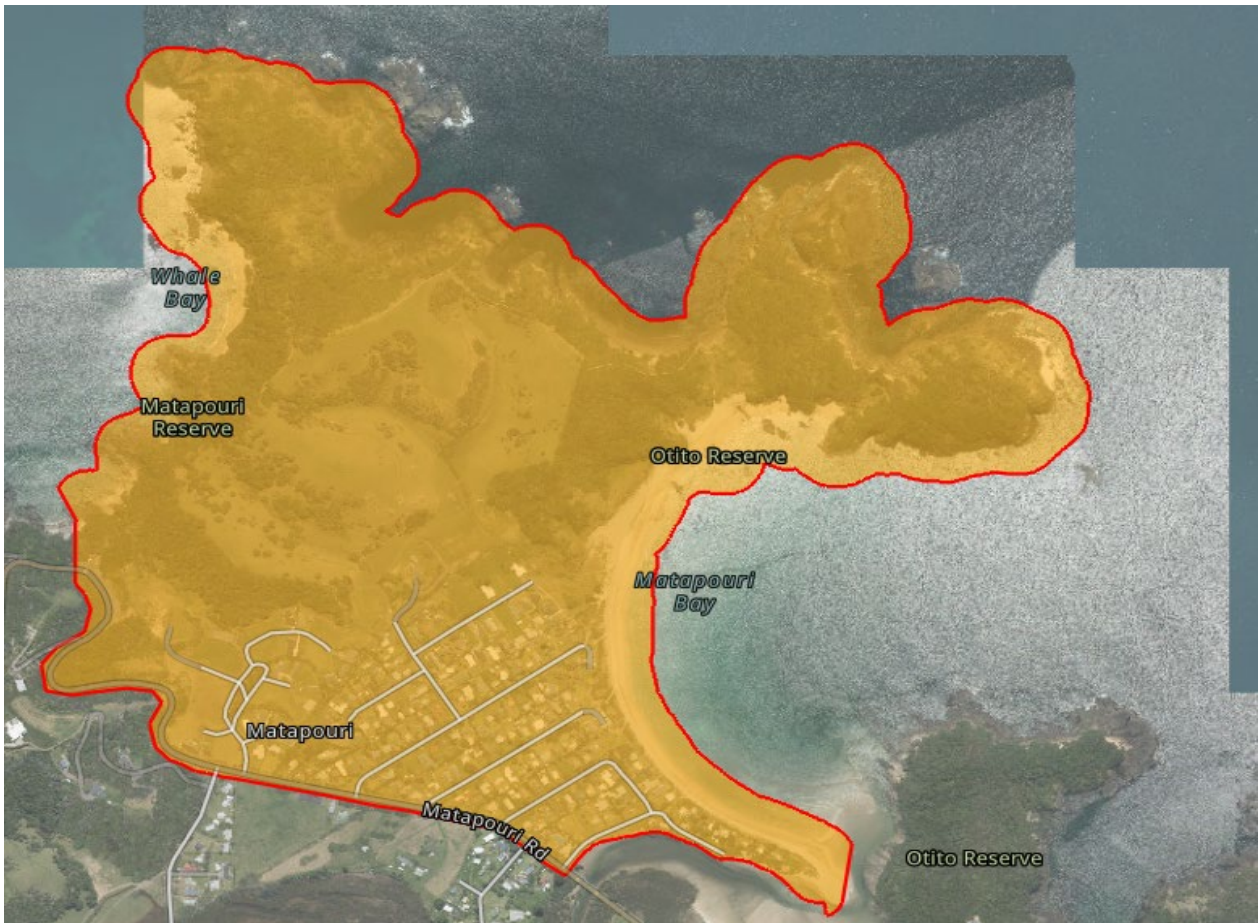 Whale
Bay
Matapouri
Reserve
Otito Reserve
Matapouri
Bay
Matapouri
Matapouri Rd
Otito Reserve